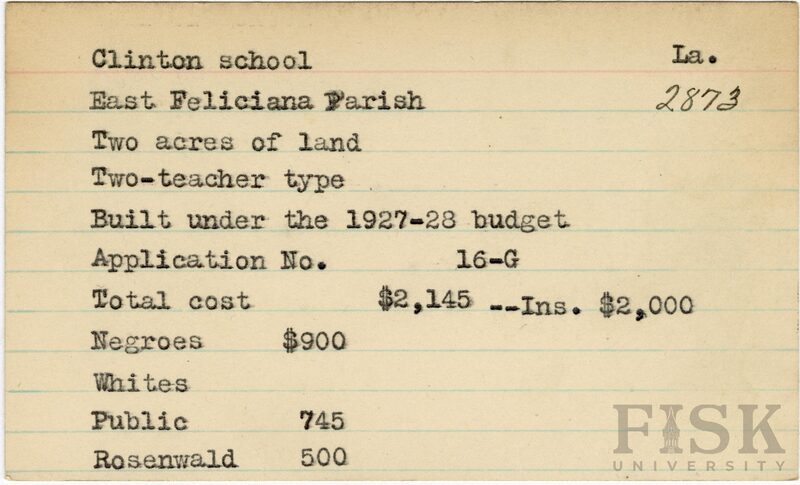 Clinton school La.
East Feliciana Parish 2873
Two acres of land
Two-teacher type
Built under the 1927-28 budget
Application No. 16-G
Total cost $2,145 --Ins. $2,000
Negroes $900
Whites
Public 745
Rosenwald 500
FISK
UNIVERSITY